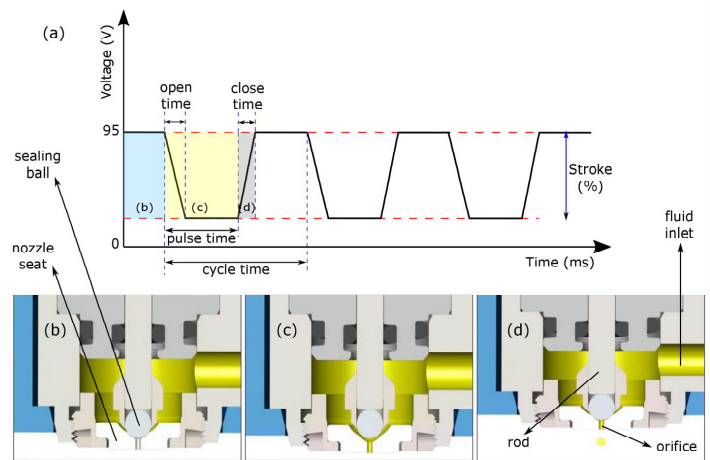 (a)
Voltage (V)
open
time
close
time
95
sealing
ball
Stroke
(%)
(b)
(c)
(d)
pulse time
fluid
inlet
0
nozzle
seat
cycle time
Time (ms)
(b)
(c)
(d)
rod
orifice